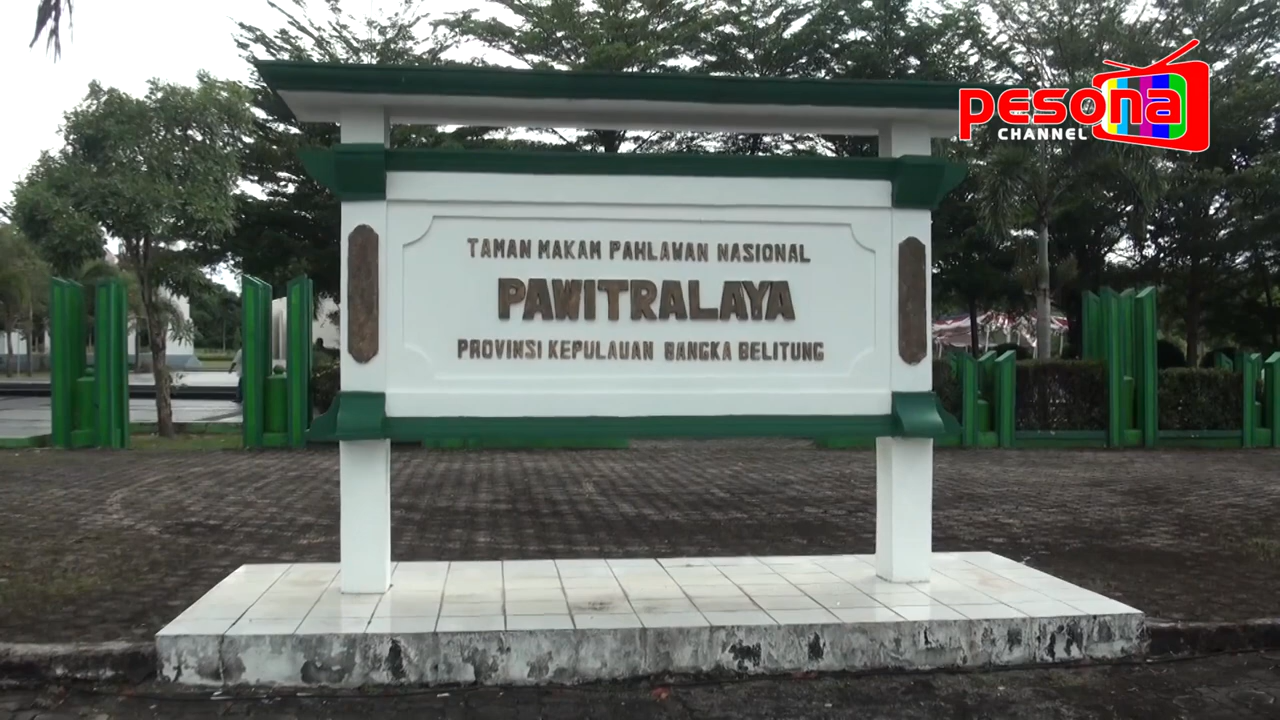 PESONA
CHANNEL
TAMAN MAKAM PAHLAWAN NASIONAL
PAWITRALAYA
PROVINSI KEPULAUAN BANGKA BELITUNG